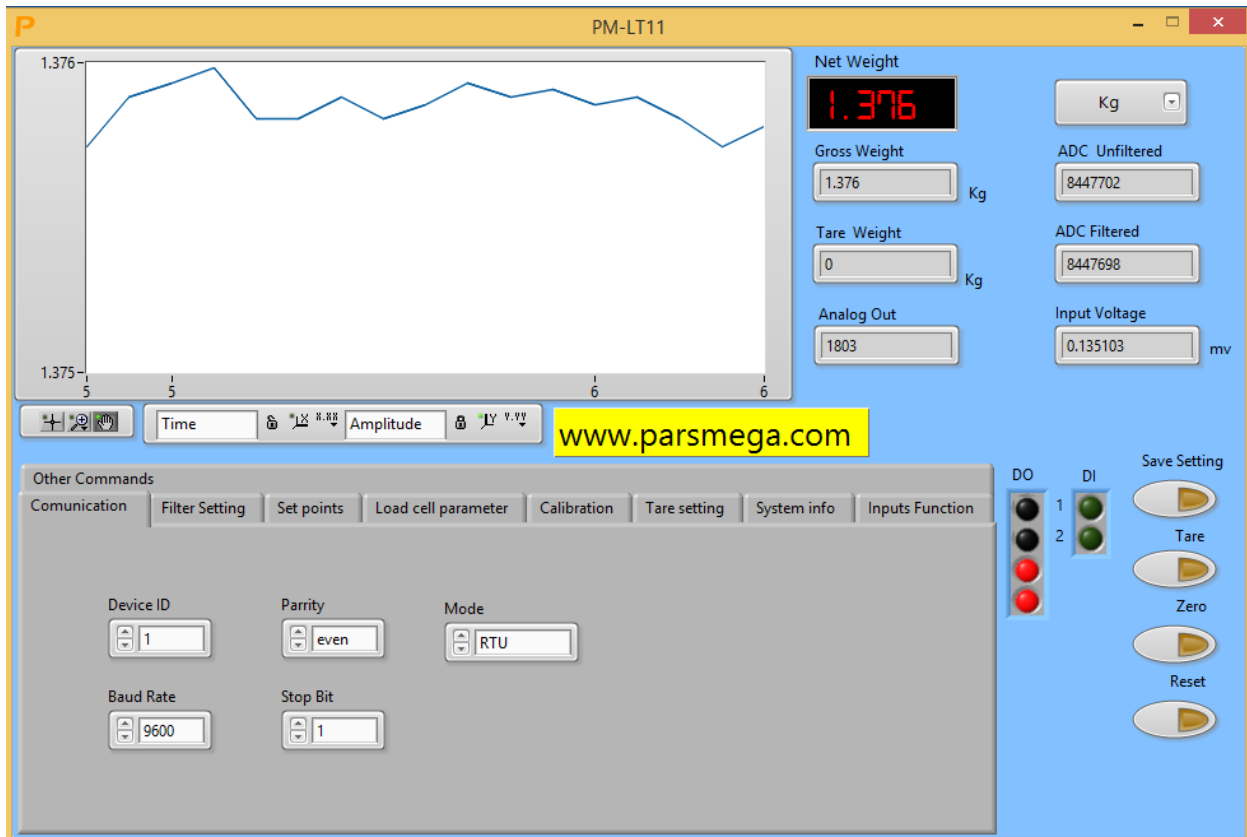 P
PM-LT11
1.376
1.375
5
5
6
6
Time
X.XX
Amplitude
Y.YY
www.parsmega.com
Net Weight
1.376
Kg
Gross Weight
1.376
Kg
ADC Unfiltered
8447702
Tare Weight
0
Kg
ADC Filtered
8447698
Analog Out
1803
Input Voltage
0.135103
mv
Other Commands
Comunication
Filter Setting
Set points
Load cell parameter
Calibration
Tare setting
System info
Inputs Function
Device ID
1
Parrity
even
Mode
RTU
Baud Rate
9600
Stop Bit
1
DO
DI
1
2
Save Setting
Tare
Zero
Reset